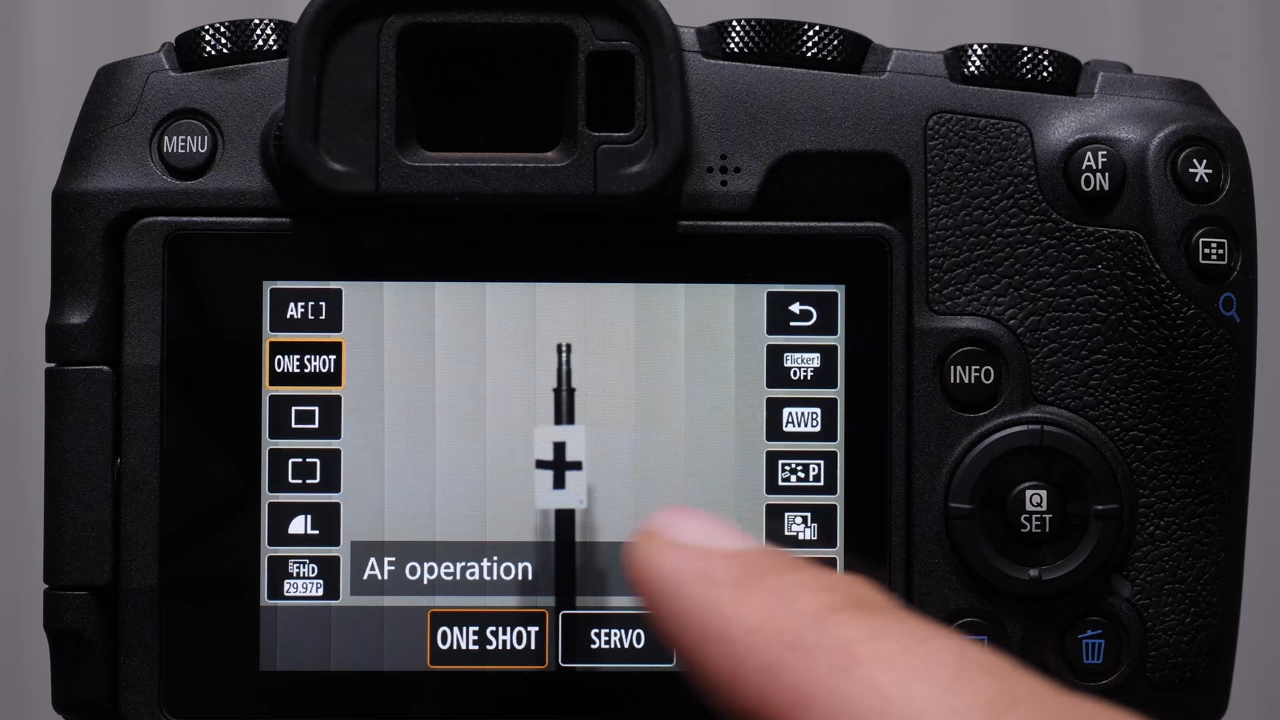 MENU
AF
ON
AF[ ]
ONE SHOT
Flicker!
OFF
AWB
INFO
P
Q
SET
L
FHD
29.97P
AF operation
ONE SHOT
SERVO